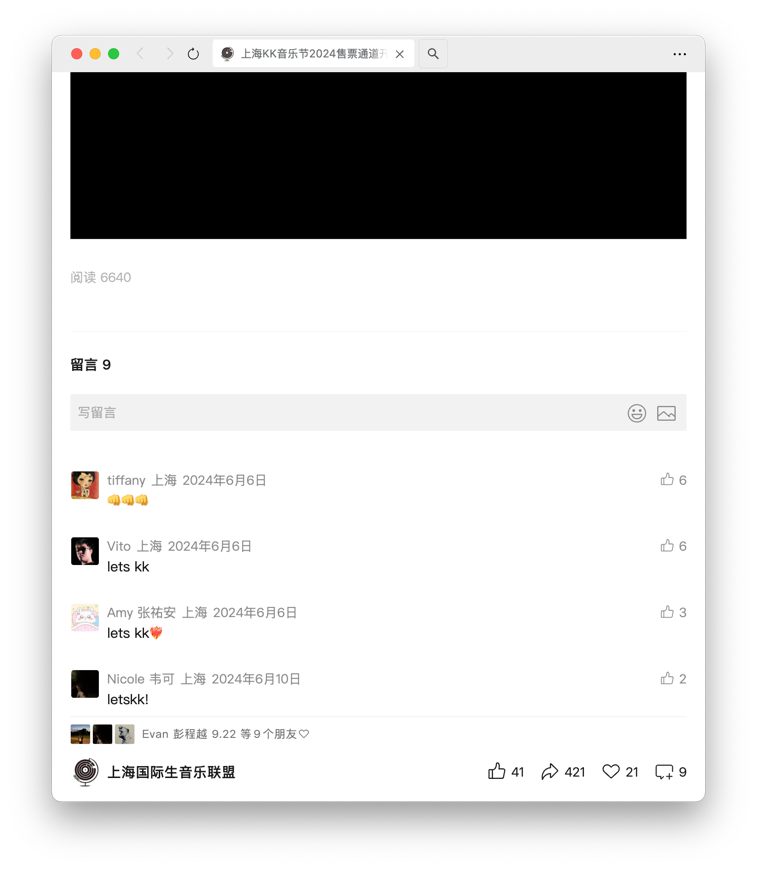 上海KK音乐节2024售票通道开
阅读 6640
留言 9
写留言
tiffany 上海 2024年6月6日
6
👊👊👊
Vito 上海 2024年6月6日
6
lets kk
Amy 张祐安 上海 2024年6月6日
3
lets kk❤️‍🔥
Nicole 韦可 上海 2024年6月10日
2
letskk!
Evan 彭程越 9.22 等9个朋友♡
上海国际生音乐联盟
41 421 21 9